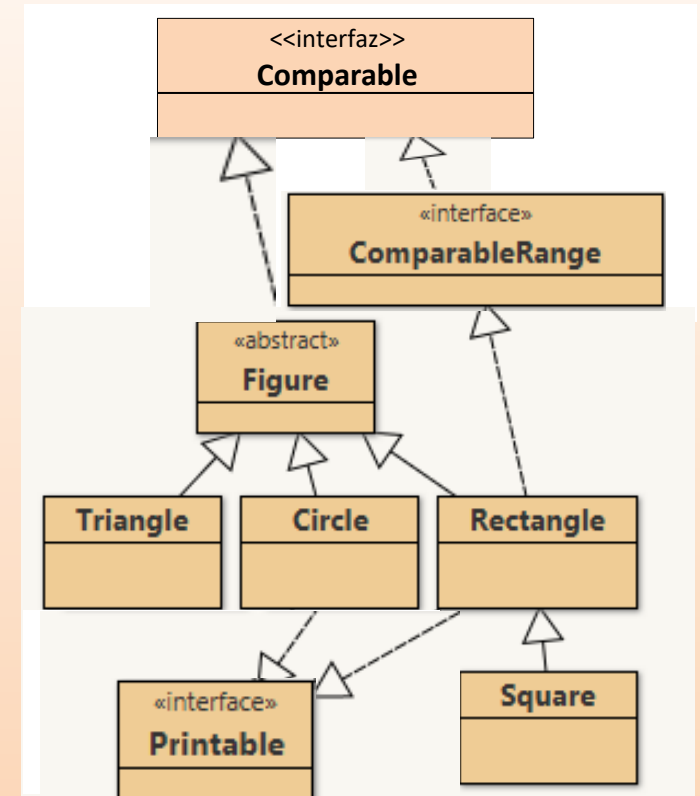 <<interfaz>>
Comparable
«interface»
ComparableRange
«abstract»
Figure
Triangle
Circle
Rectangle
«interface»
Printable
Square